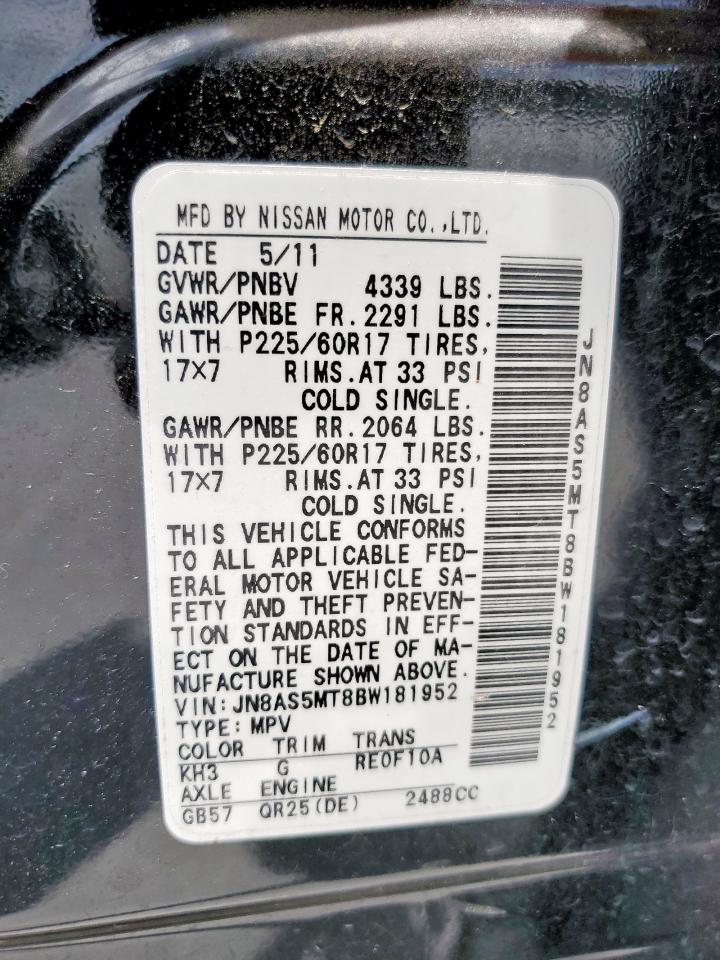 MFD BY NISSAN MOTOR CO.,LTD.
DATE 5/11
GVWR/PNBV 4339 LBS.
GAWR/PNBE FR.2291 LBS.
WITH P225/60R17 TIRES,
17×7 RIMS.AT 33 PSI
COLD SINGLE.
GAWR/PNBE RR.2064 LBS.
WITH P225/60R17 TIRES,
17×7 RIMS.AT 33 PSI
COLD SINGLE.
THIS VEHICLE CONFORMS
TO ALL APPLICABLE FED-
ERAL MOTOR VEHICLE SA-
FETY AND THEFT PREVEN-
TION STANDARDS IN EFF-
ECT ON THE DATE OF MA-
NUFACTURE SHOWN ABOVE.
VIN:JN8AS5MT8BW181952
TYPE:MPV
COLOR TRIM TRANS
KH3 G RE0F10A
AXLE ENGINE
GB57 QR25(DE) 2488CC
JN8AS5MT8BW181952